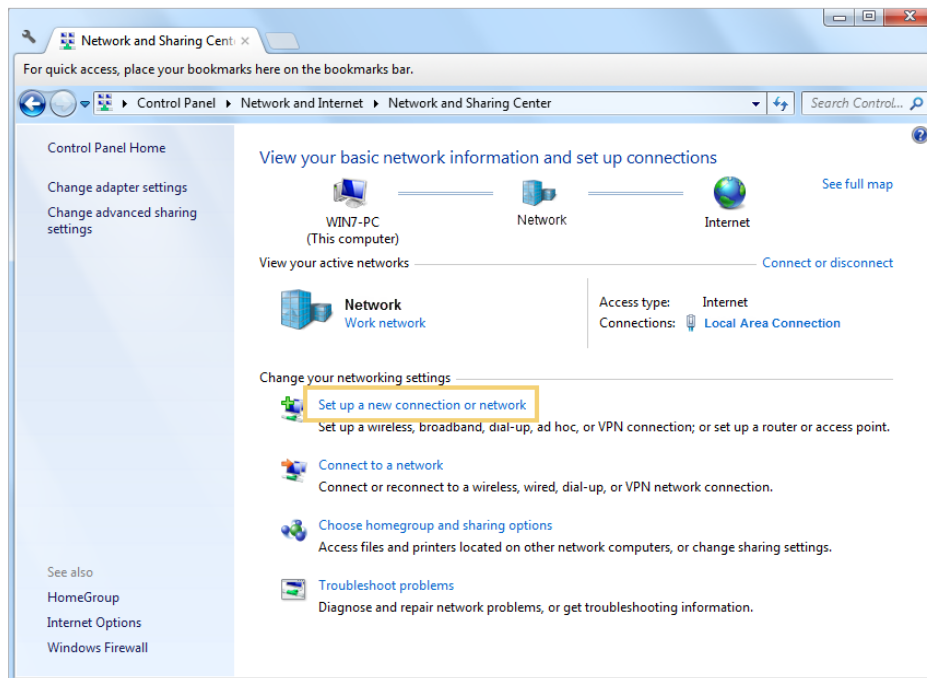 Network and Sharing Cent
For quick access, place your bookmarks here on the bookmarks bar.
Control Panel Network and Internet Network and Sharing Center
Search Control...
Control Panel Home
Change adapter settings
Change advanced sharing
settings
See also
HomeGroup
Internet Options
Windows Firewall
View your basic network information and set up connections
See full map
WIN7-PC
(This computer)
Network
Internet
View your active networks
Connect or disconnect
Network
Work network
Access type: Internet
Connections: Local Area Connection
Change your networking settings
Set up a new connection or network
Set up a wireless, broadband, dial-up, ad hoc, or VPN connection; or set up a router or access point.
Connect to a network
Connect or reconnect to a wireless, wired, dial-up, or VPN network connection.
Choose homegroup and sharing options
Access files and printers located on other network computers, or change sharing settings.
Troubleshoot problems
Diagnose and repair network problems, or get troubleshooting information.